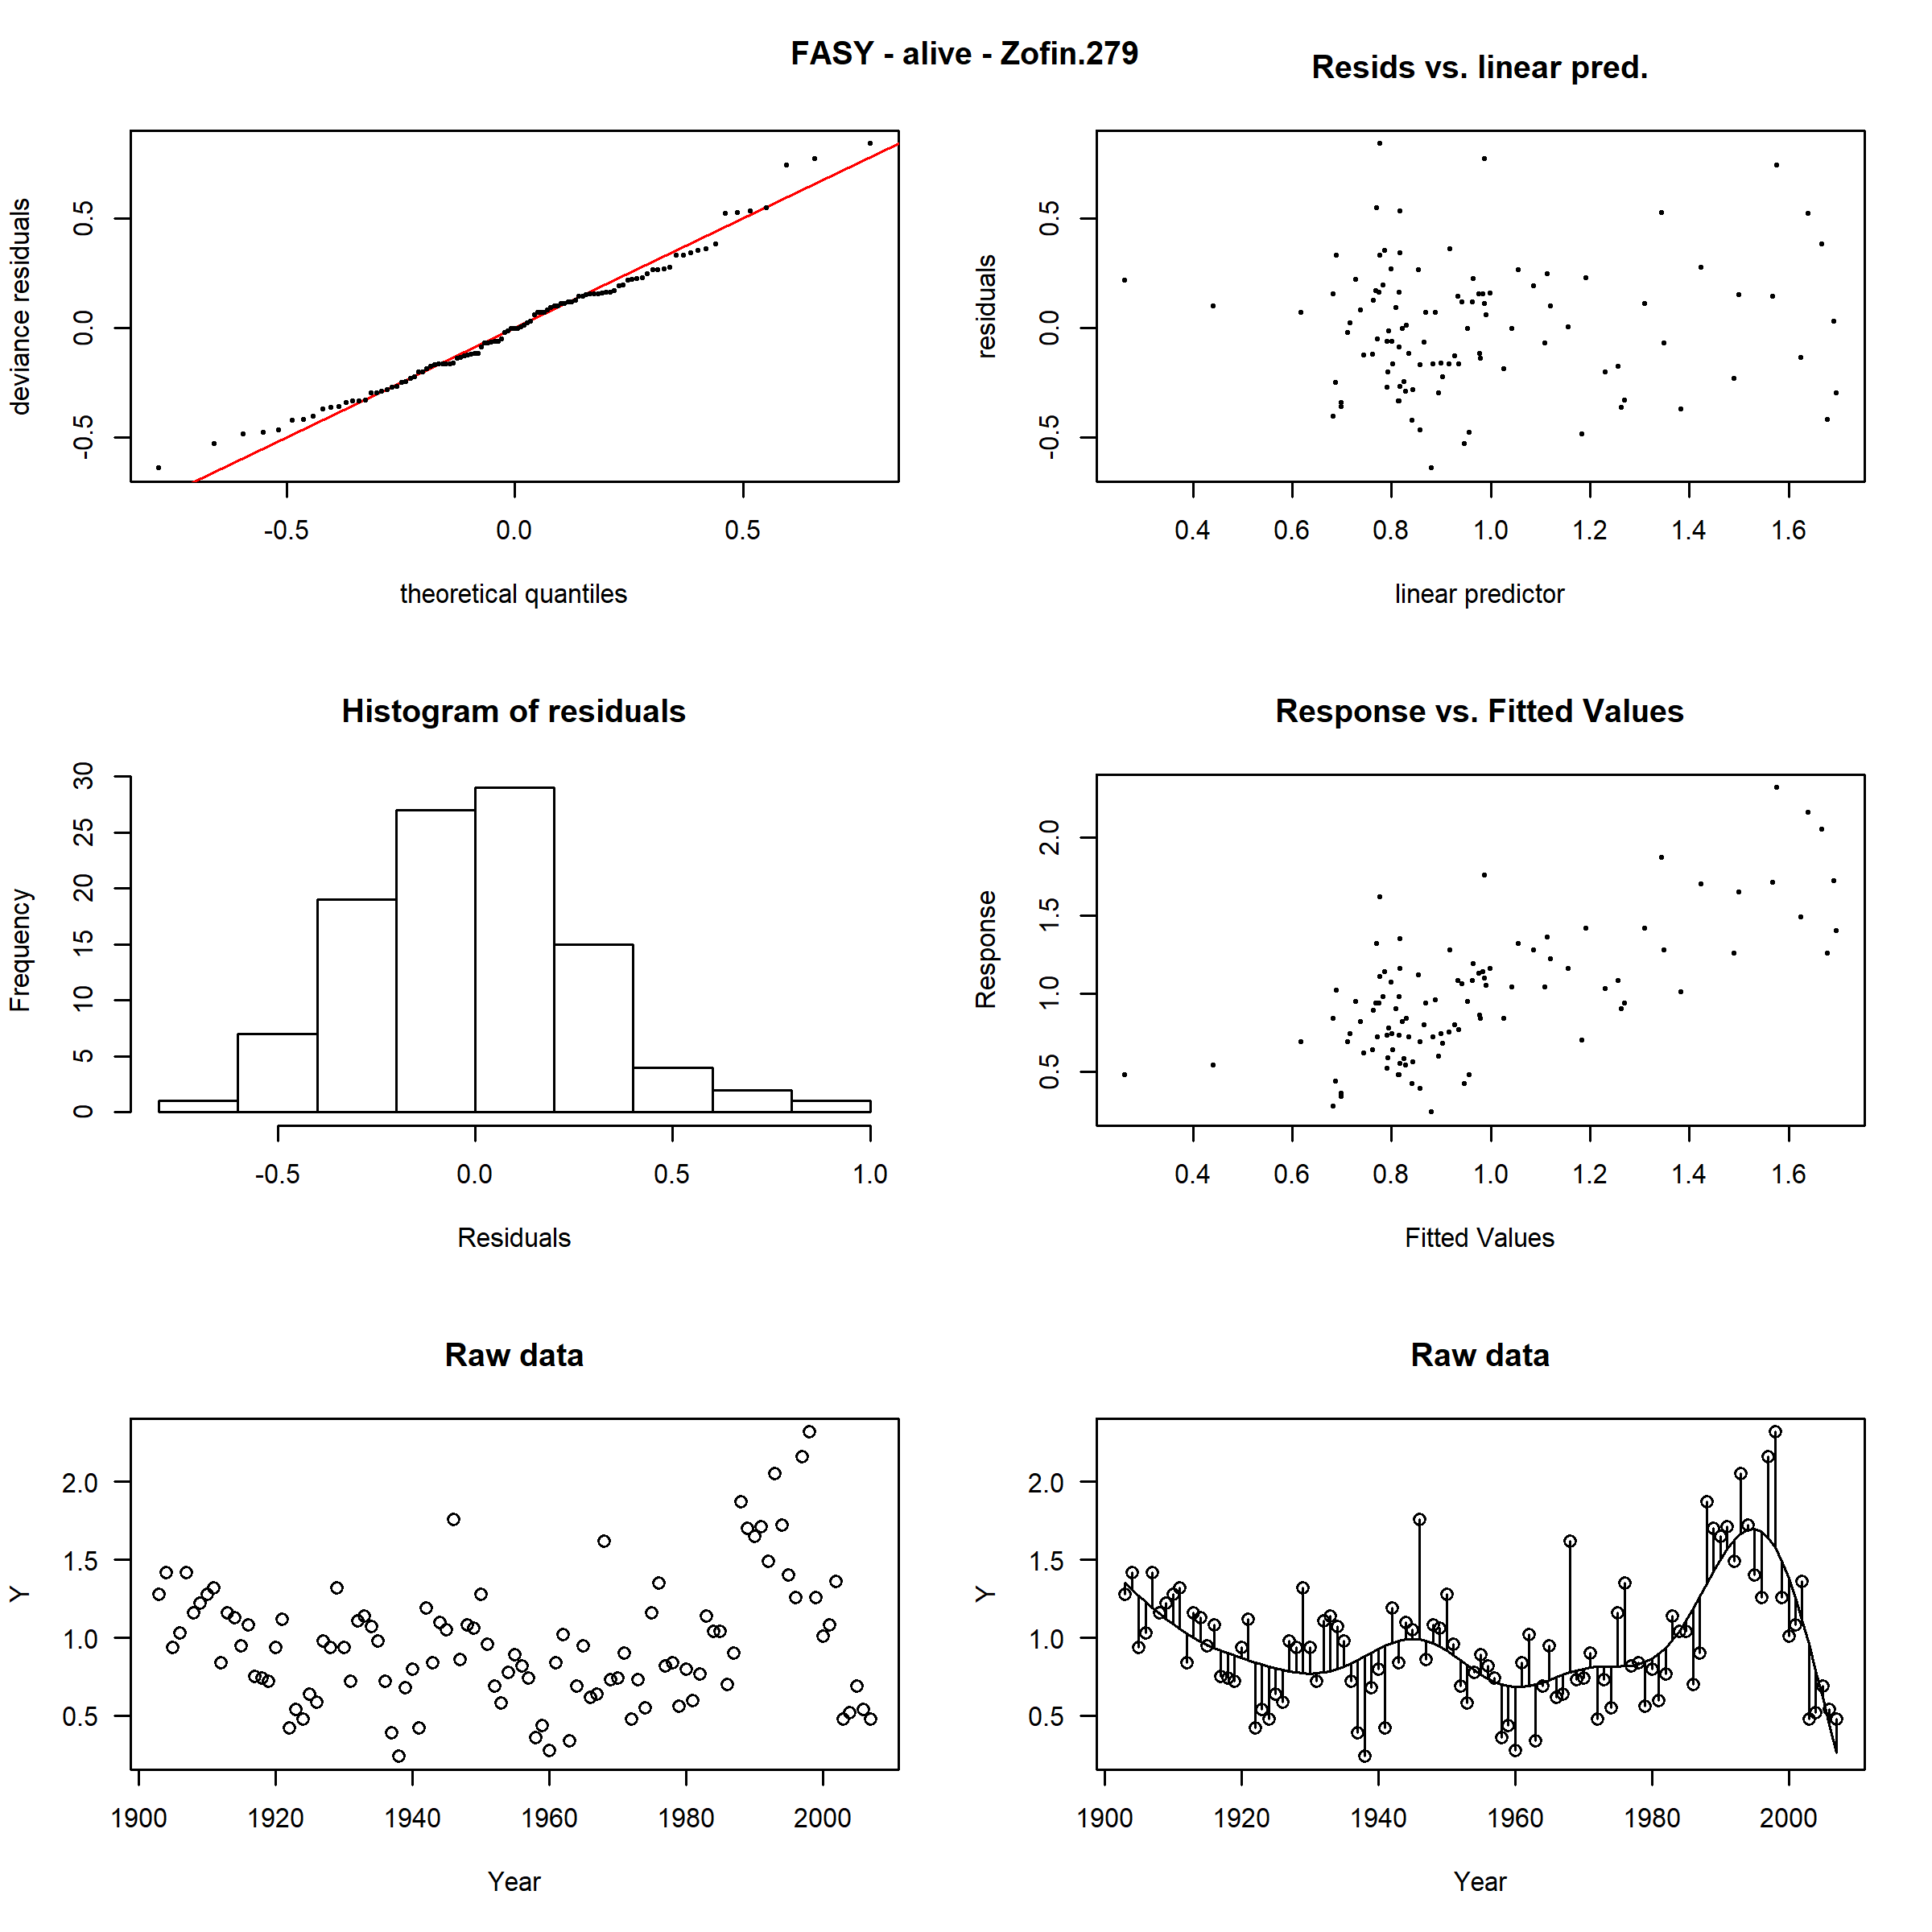 FASY - alive - Zofin.279
Resids vs. linear pred.
deviance residuals
-0.5 0.0 0.5
-0.5 0.0 0.5
theoretical quantiles
residuals
-0.5 0.0 0.5
0.4 0.6 0.8 1.0 1.2 1.4 1.6
linear predictor
Histogram of residuals
Frequency
0 5 10 15 20 25 30
-0.5 0.0 0.5 1.0
Residuals
Response vs. Fitted Values
Response
0.5 1.0 1.5 2.0
0.4 0.6 0.8 1.0 1.2 1.4 1.6
Fitted Values
Raw data
Y
0.5 1.0 1.5 2.0
1900 1920 1940 1960 1980 2000
Year
Raw data
Y
0.5 1.0 1.5 2.0
1900 1920 1940 1960 1980 2000
Year